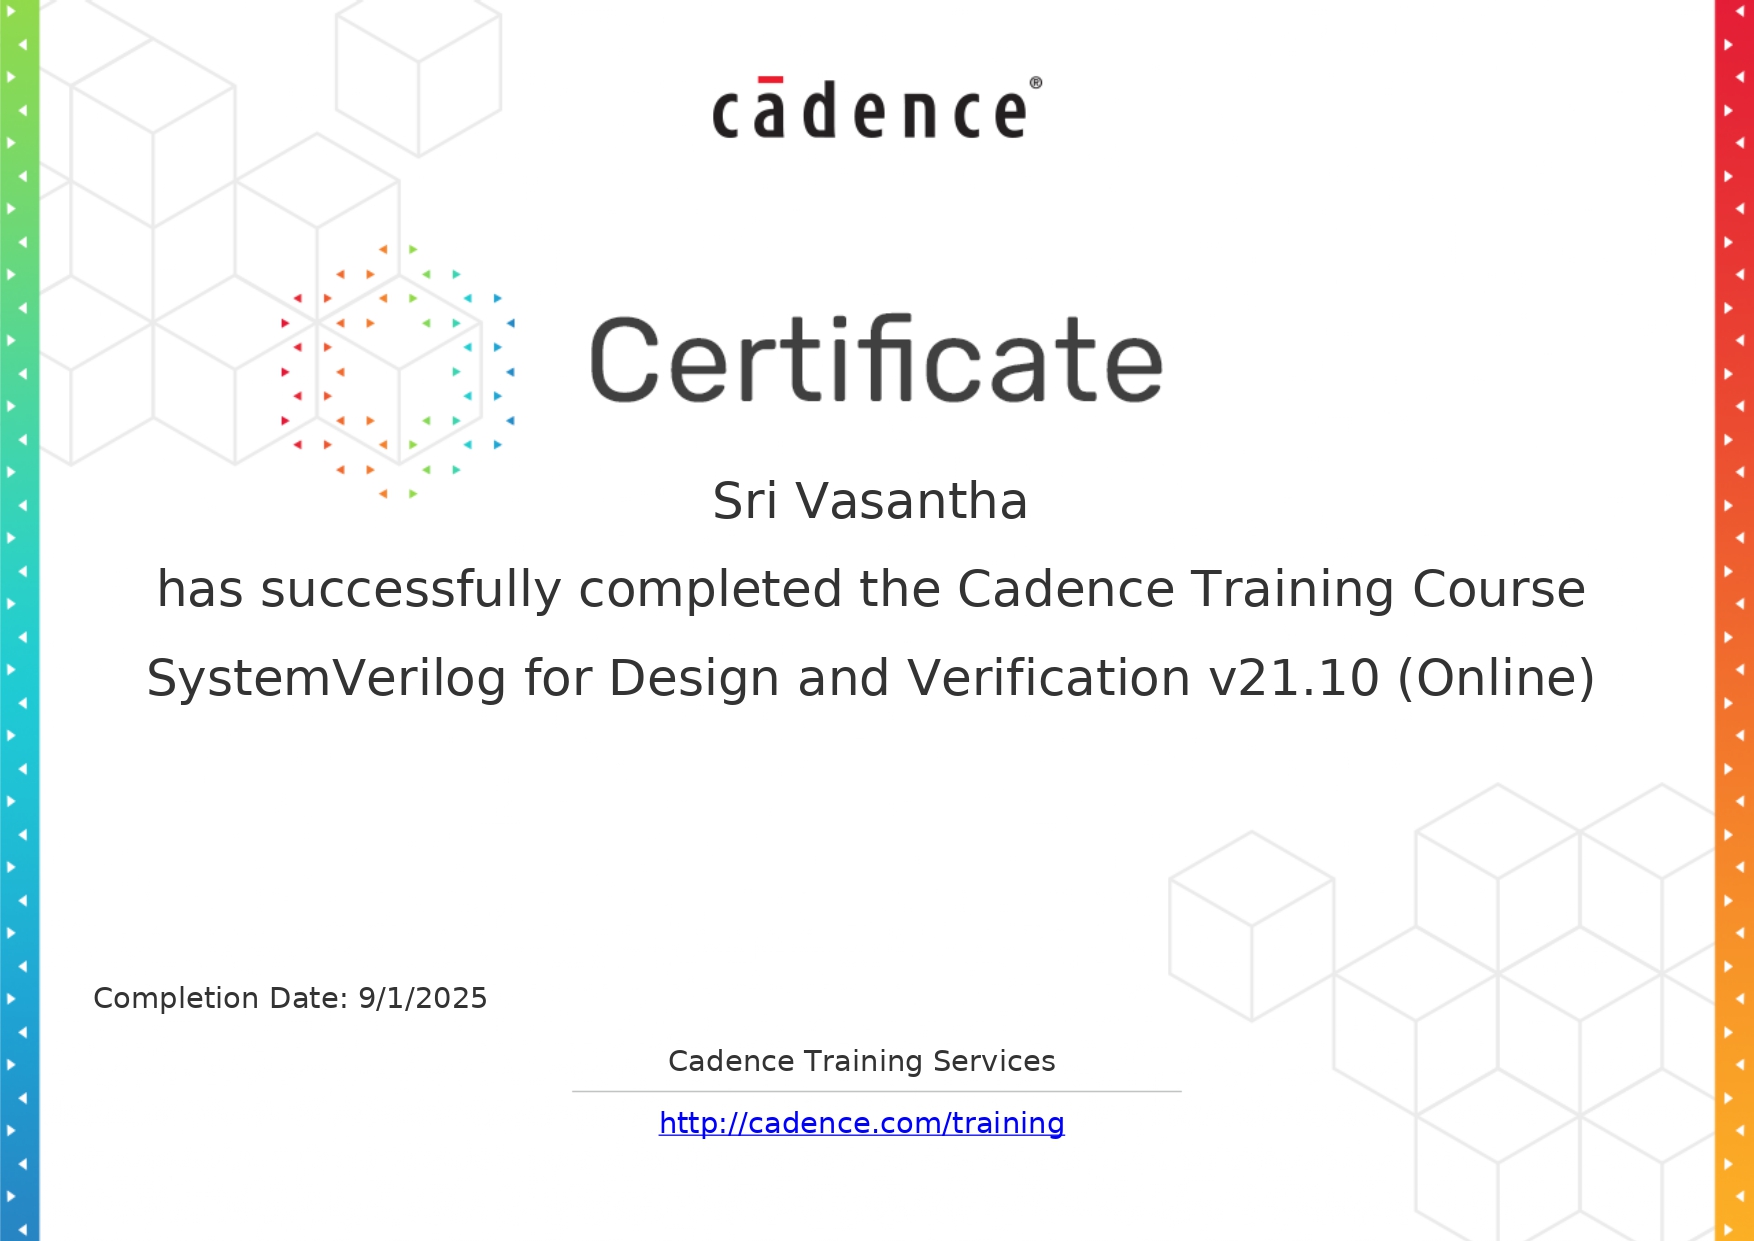 cādence®
Certificate
Sri Vasantha
has successfully completed the Cadence Training Course
SystemVerilog for Design and Verification v21.10 (Online)
Completion Date: 9/1/2025
Cadence Training Services
http://cadence.com/training